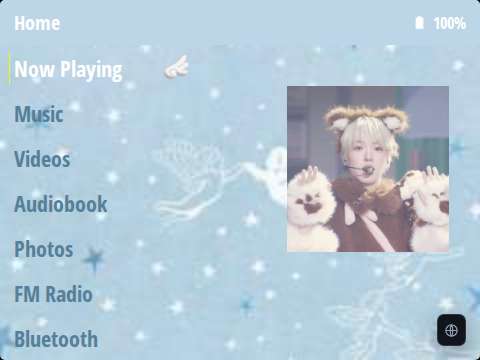 Home
100%
Now Playing
Music
Videos
Audiobook
Photos
FM Radio
Bluetooth